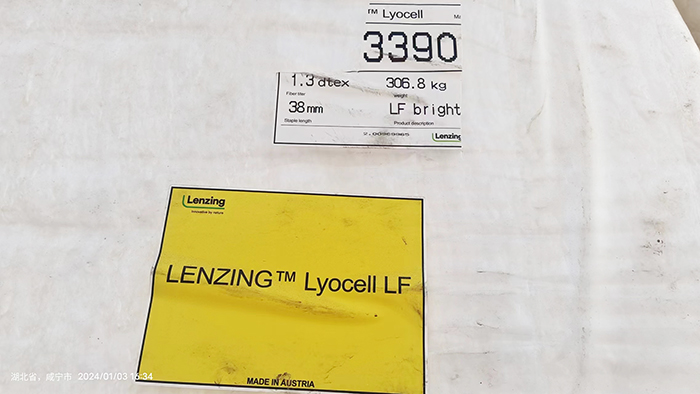 ™ Lyocell
3390
1.3 dtex 306.8 kg
Fiber titer weight
38 mm LF bright
Staple length Product description
Lenzing
Lenzing
Innovative by nature
LENZING™ Lyocell LF
MADE IN AUSTRIA
湖北省，咸宁市 2024/01/03 16:34